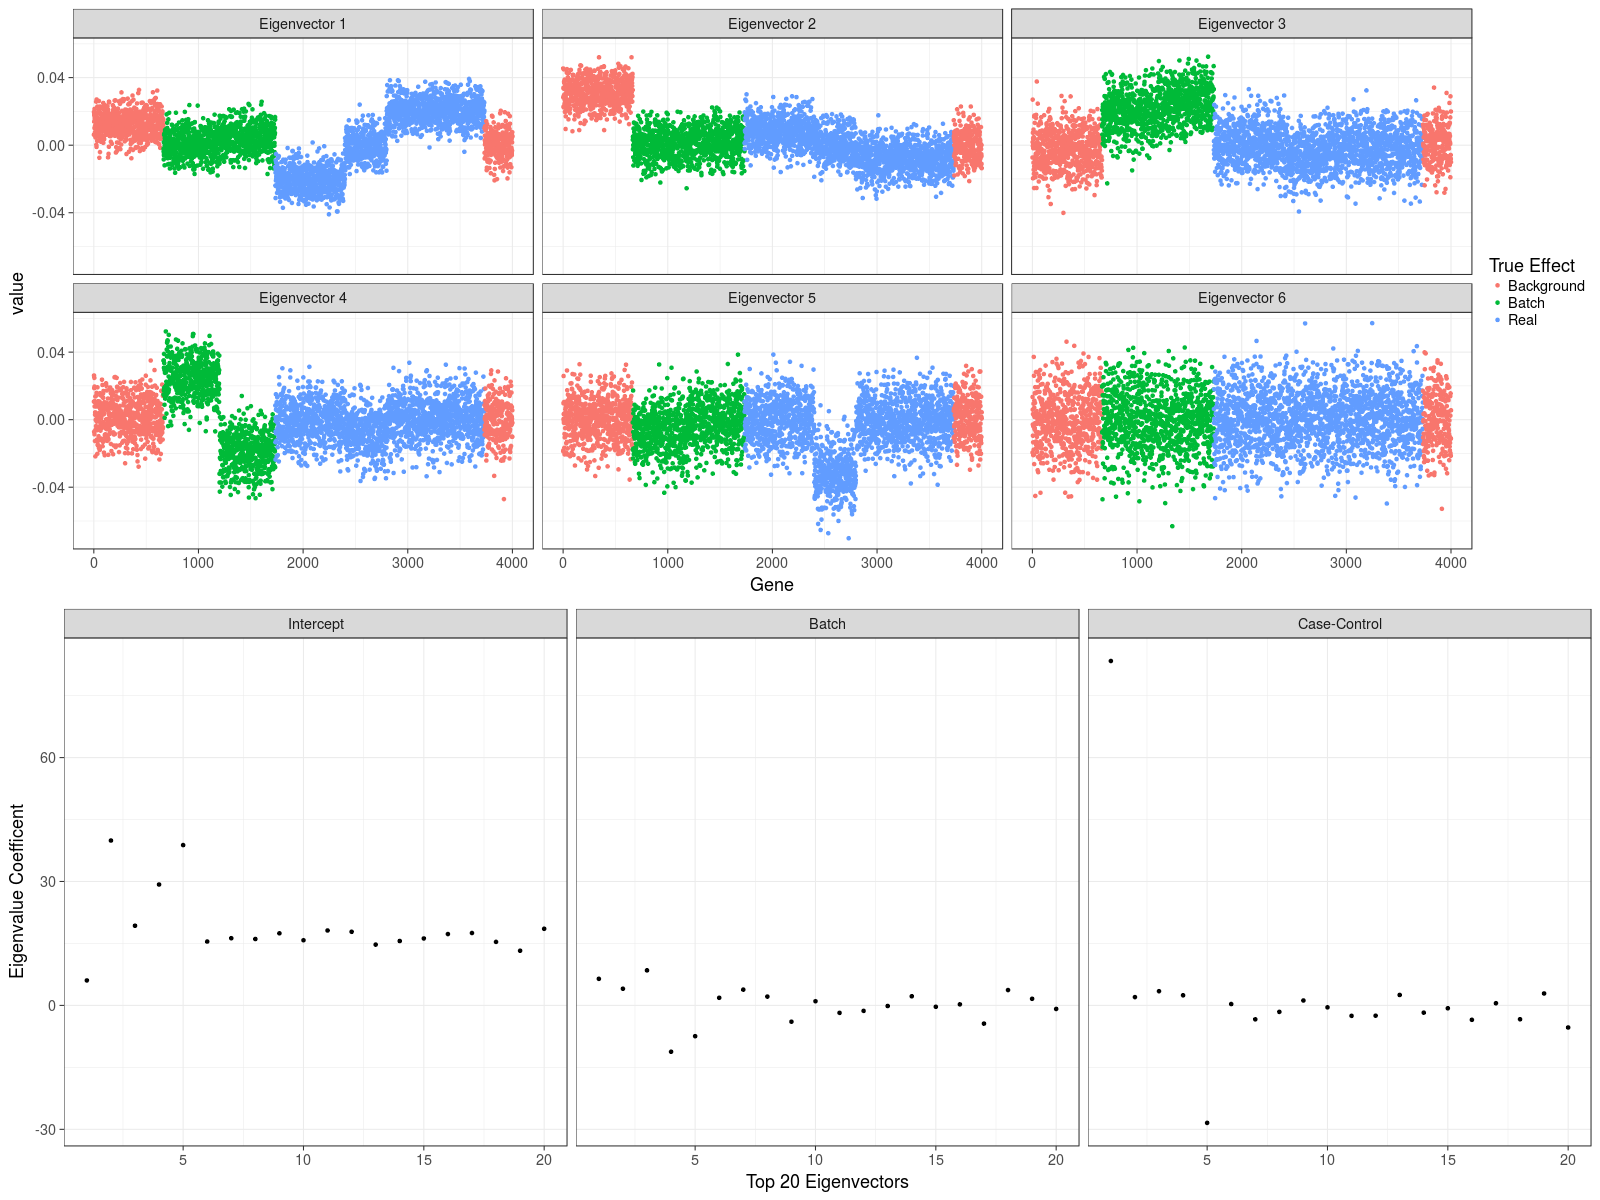 Eigenvector 1 Eigenvector 2 Eigenvector 3
0.04
0.00
-0.04
value
Eigenvector 4 Eigenvector 5 Eigenvector 6
0.04
0.00
-0.04
0 1000 2000 3000 4000 0 1000 2000 3000 4000 0 1000 2000 3000 4000
Gene
True Effect
Background
Batch
Real
Intercept Batch Case-Control
60
30
0
-30
Eigenvalue Coefficent
5 10 15 20 5 10 15 20 5 10 15 20
Top 20 Eigenvectors